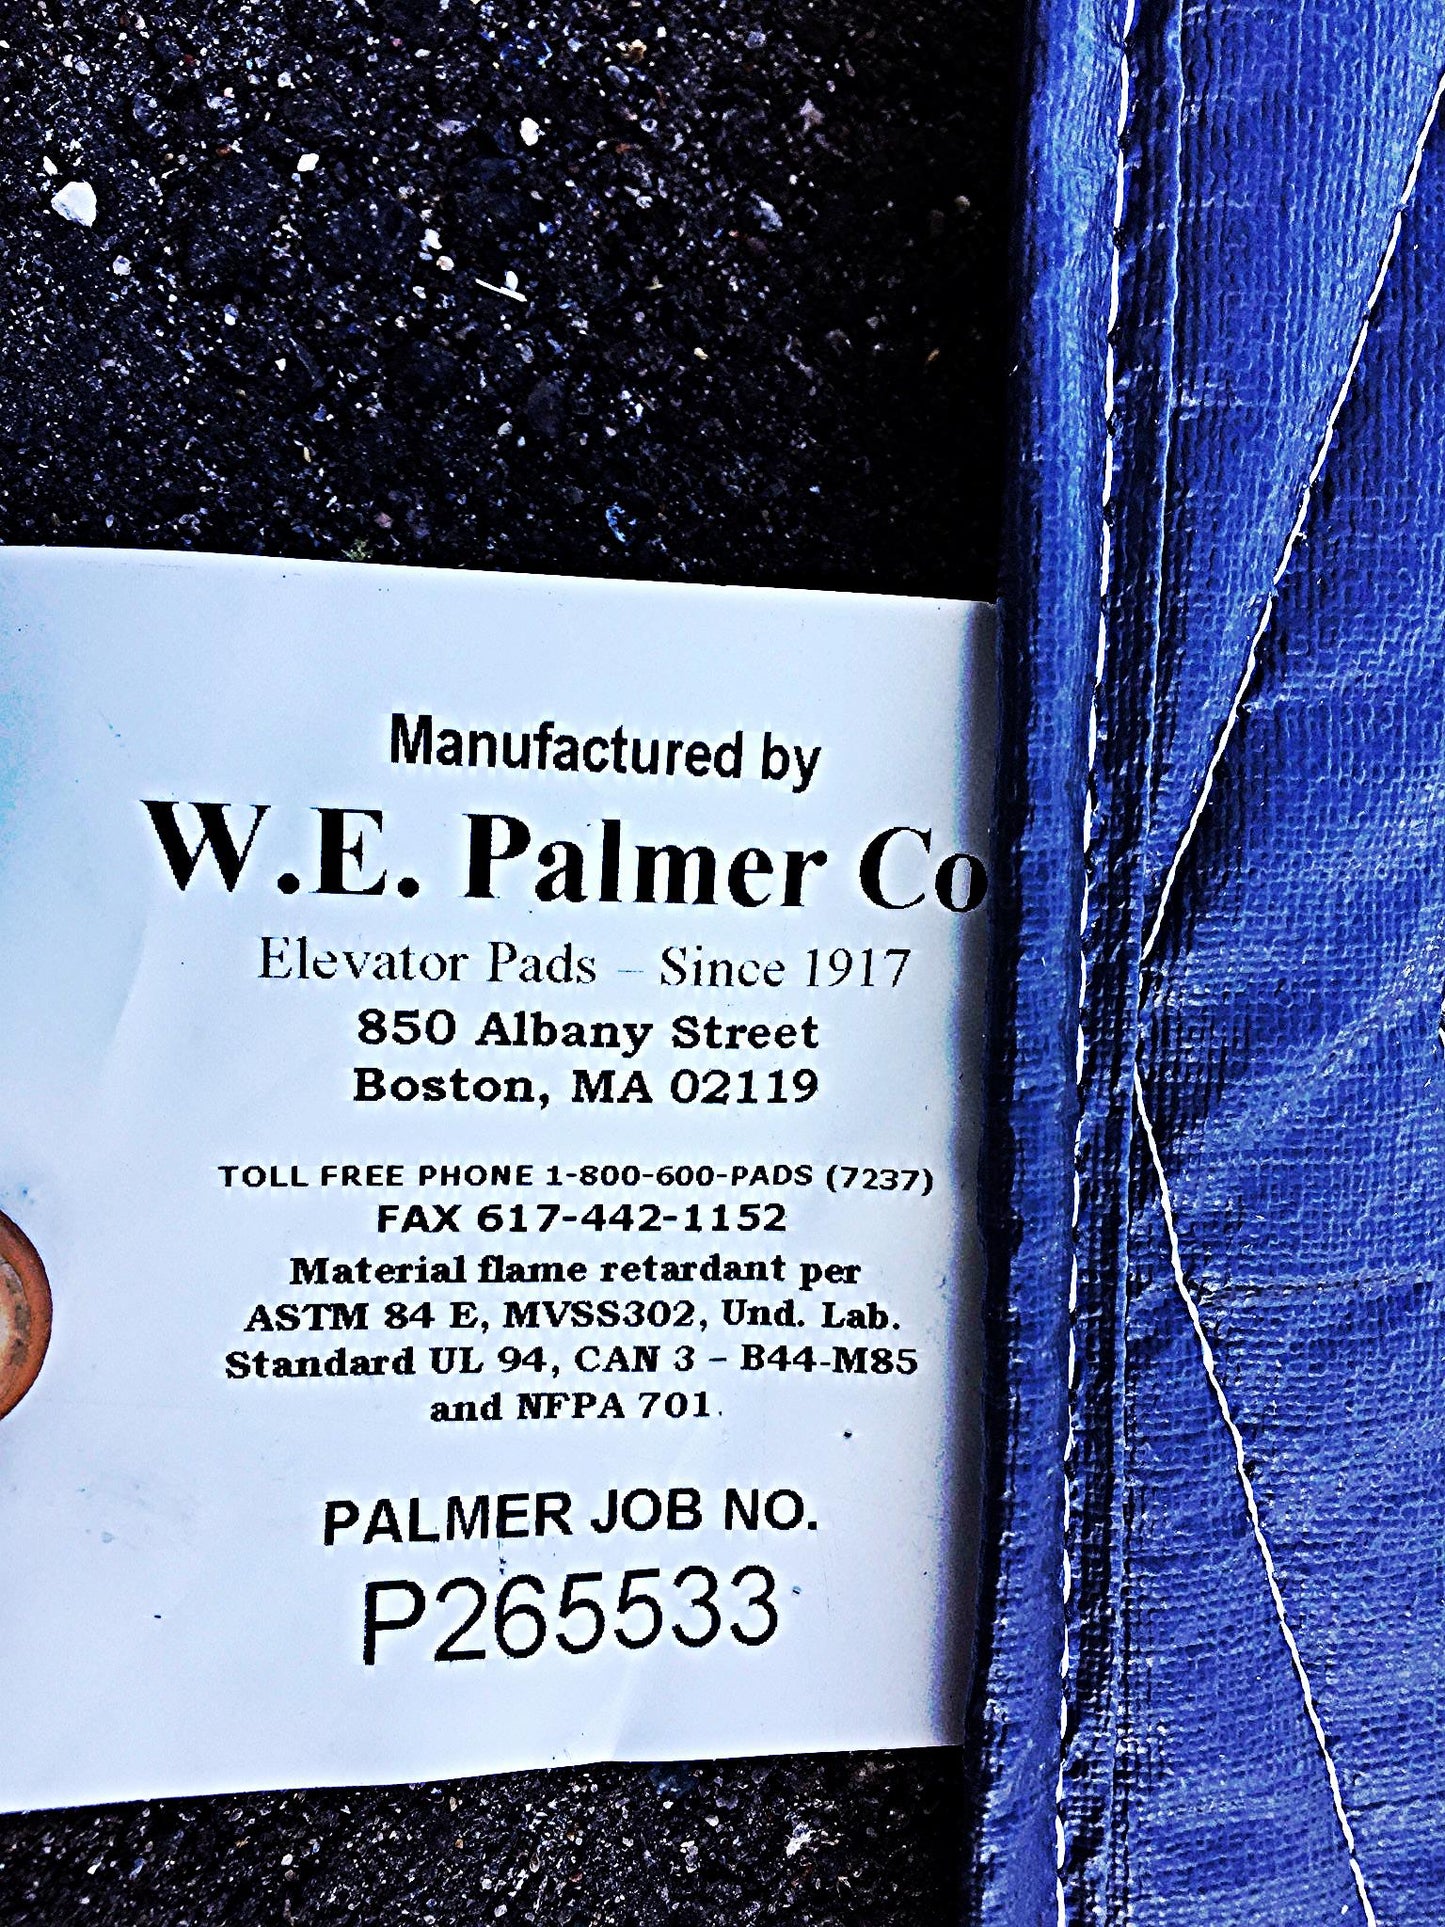 Manufactured by
W.E. Palmer Co
Elevator Pads – Since 1917
850 Albany Street
Boston, MA 02119
TOLL FREE PHONE 1-800-600-PADS (7237)
FAX 617-442-1152
Material flame retardant per
ASTM 84 E, MVSS302, Und. Lab.
Standard UL 94, CAN 3 – B44-M85
and NFPA 701.
PALMER JOB NO.
P265533